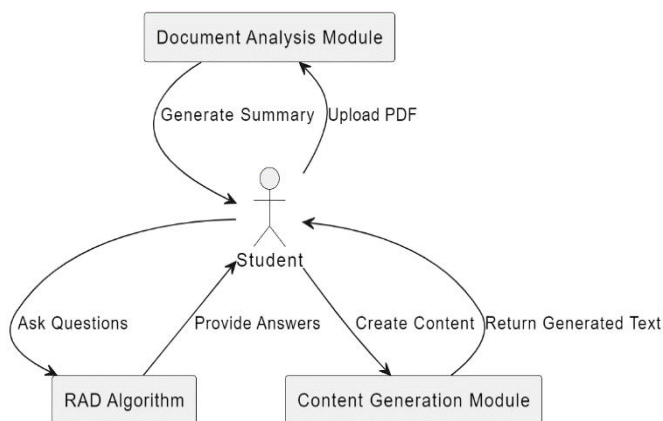 Document Analysis Module
Generate Summary
Upload PDF
Student
Ask Questions
Provide Answers
Create Content
Return Generated Text
RAD Algorithm
Content Generation Module